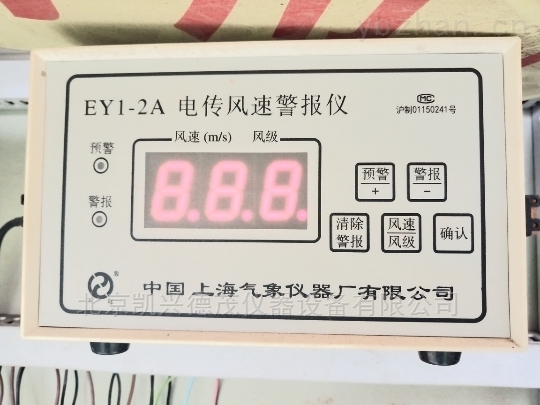 EY1-2A 电传风速警报仪
MC
沪制01150241号
风速 (m/s) 风级
预警
警报
8.8.8.
预警
+
警报
-
清除
警报
风速
风级
确认
®
中国 上海气象仪器厂有限公司
北京凯兴德茂仪器设备有限公司